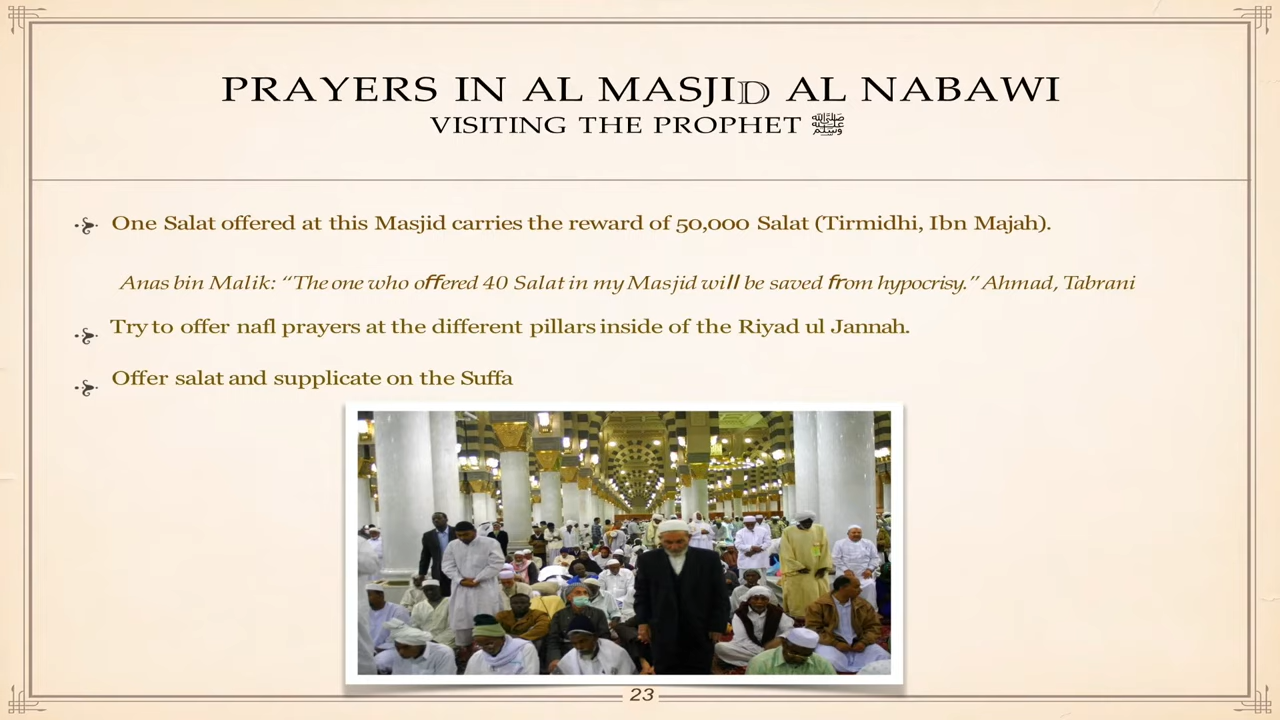 PRAYERS IN AL MASJID AL NABAWI
VISITING THE PROPHET ﷺ
One Salat offered at this Masjid carries the reward of 50,000 Salat (Tirmidhi, Ibn Majah).
Anas bin Malik: “The one who offered 40 Salat in my Masjid will be saved from hypocrisy.” Ahmad, Tabrani
Try to offer nafl prayers at the different pillars inside of the Riyad ul Jannah.
Offer salat and supplicate on the Suffa
23